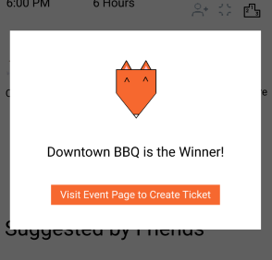 6:00 PM 6 Hours
Downtown BBQ is the Winner!
Visit Event Page to Create Ticket
Suggested by Friends